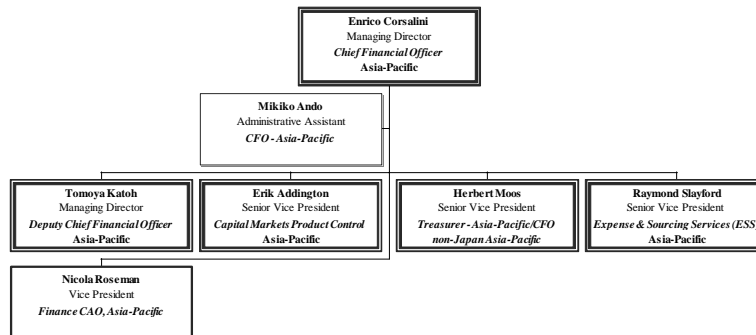 Enrico Corsalini
Managing Director
Chief Financial Officer
Asia-Pacific
Mikiko Ando
Administrative Assistant
CFO - Asia-Pacific
Tomoya Katoh
Managing Director
Deputy Chief Financial Officer
Asia-Pacific
Erik Addington
Senior Vice President
Capital Markets Product Control
Asia-Pacific
Herbert Moos
Senior Vice President
Treasurer - Asia-Pacific/CFO
non-Japan Asia-Pacific
Raymond Slayford
Senior Vice President
Expense & Sourcing Services (ESS)
Asia-Pacific
Nicola Roseman
Vice President
Finance CAO, Asia-Pacific